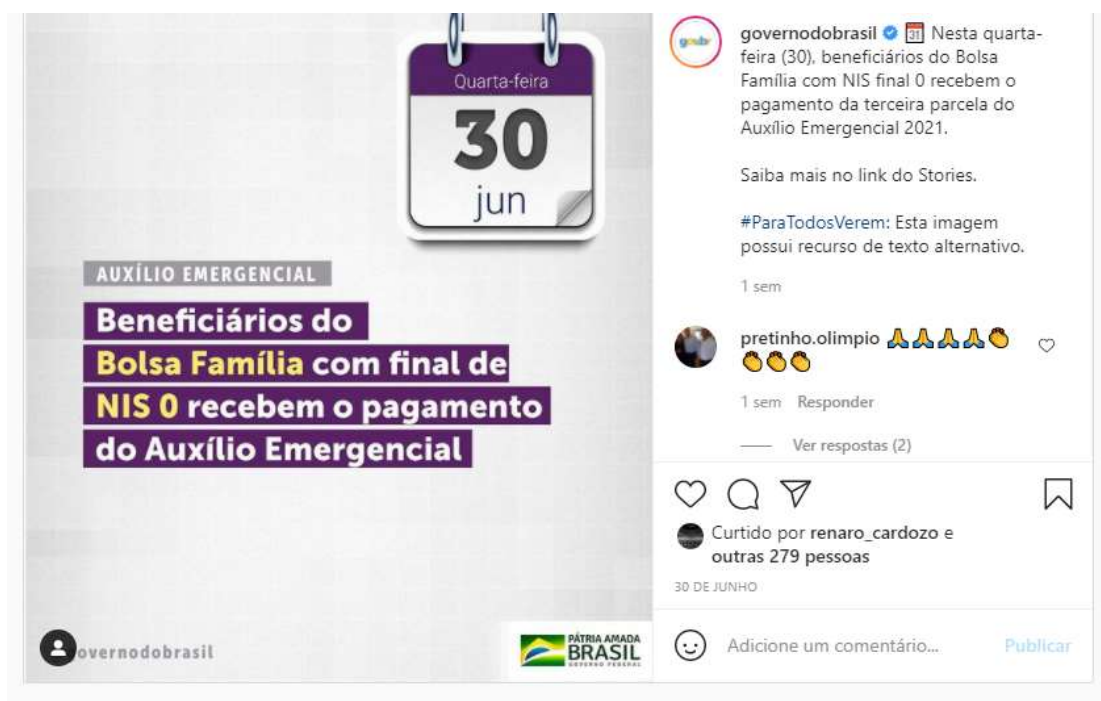 Quarta-feira
30
jun
AUXÍLIO EMERGENCIAL
Beneficiários do
Bolsa Família com final de
NIS 0 recebem o pagamento
do Auxílio Emergencial
overnodobrasil
PÁTRIA AMADA
BRASIL
GOVERNO FEDERAL
govbr
governodobrasil 31 Nesta quarta-
feira (30), beneficiários do Bolsa
Família com NIS final 0 recebem o
pagamento da terceira parcela do
Auxílio Emergencial 2021.
Saiba mais no link do Stories.
#ParaTodosVerem: Esta imagem
possui recurso de texto alternativo.
1 sem
pretinho.olimpio 🙏🙏🙏🙏👏
👏👏👏
1 sem Responder
Ver respostas (2)
Curtido por renaro_cardozo e
outras 279 pessoas
30 DE JUNHO
Adicione um comentário... Publicar